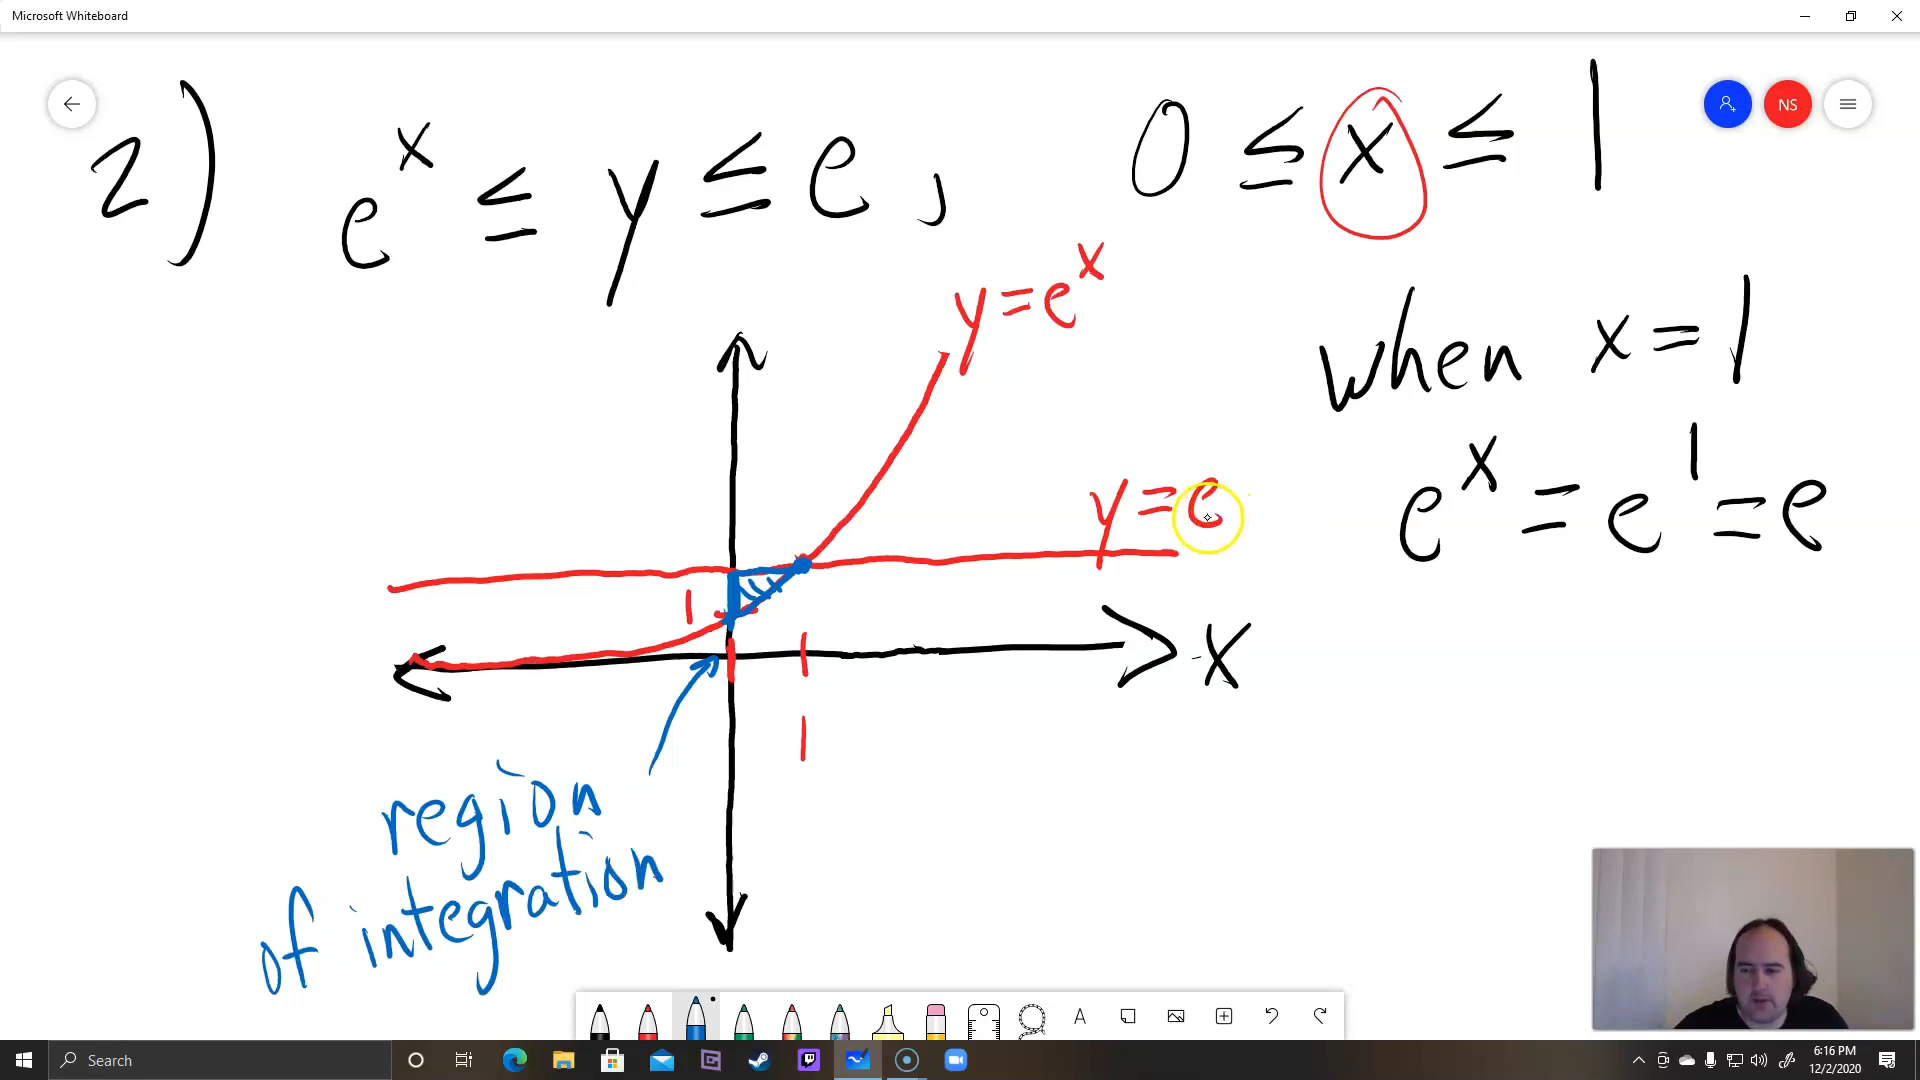 Microsoft Whiteboard
2) e^x ≤ y ≤ e, 0 ≤ x ≤ 1
NS
y = e^x
when x = 1
y = e
e^x = e^1 = e
1
x
1
region
of integration
A
Search
6:16 PM
12/2/2020